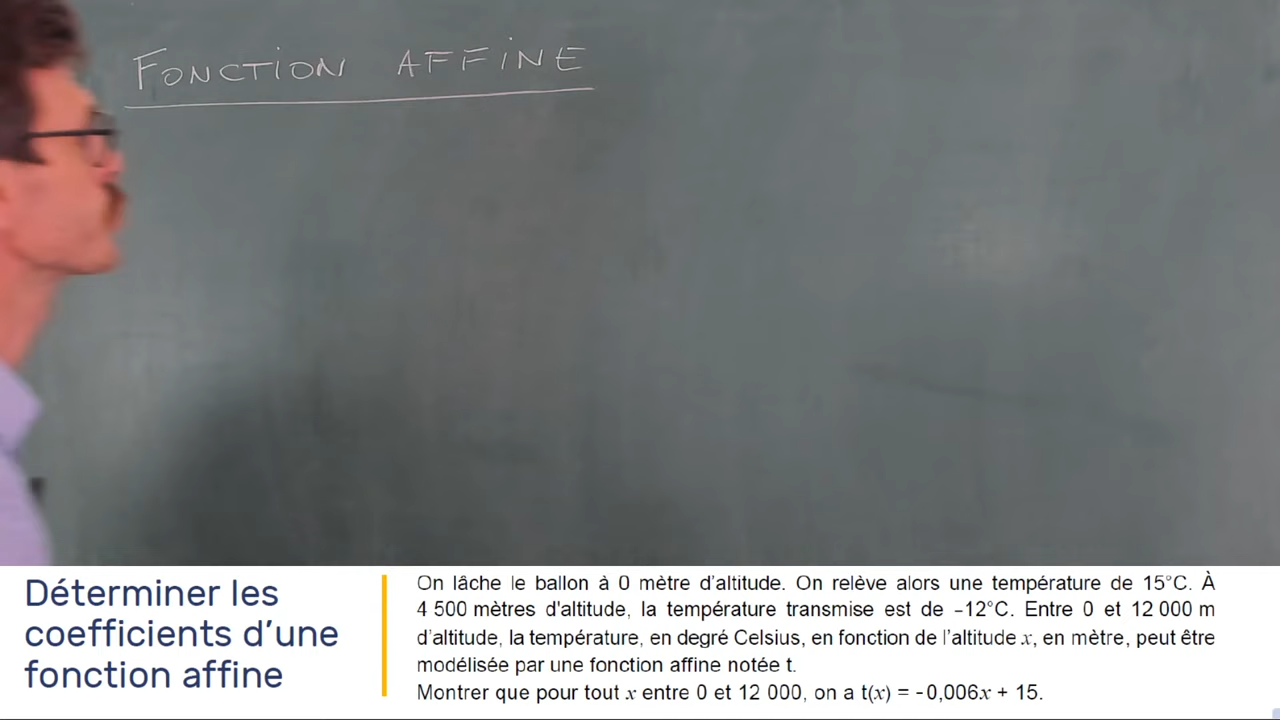 FONCTION AFFINE
Déterminer les
coefficients d’une
fonction affine
On lâche le ballon à 0 mètre d’altitude. On relève alors une température de 15°C. À
4 500 mètres d'altitude, la température transmise est de −12°C. Entre 0 et 12 000 m
d’altitude, la température, en degré Celsius, en fonction de l’altitude x, en mètre, peut être
modélisée par une fonction affine notée t.
Montrer que pour tout x entre 0 et 12 000, on a t(x) = -0,006x + 15.